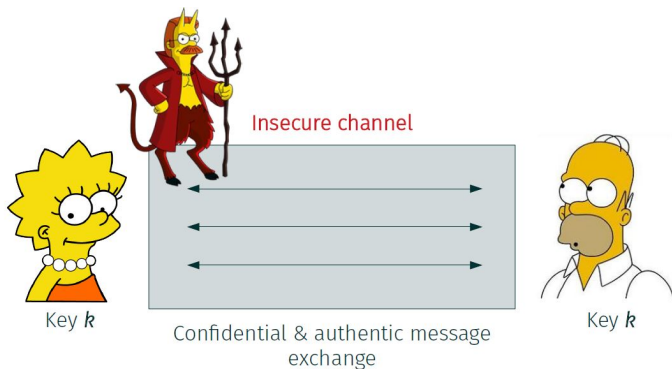 Insecure channel
Key k
Key k
Confidential & authentic message
exchange